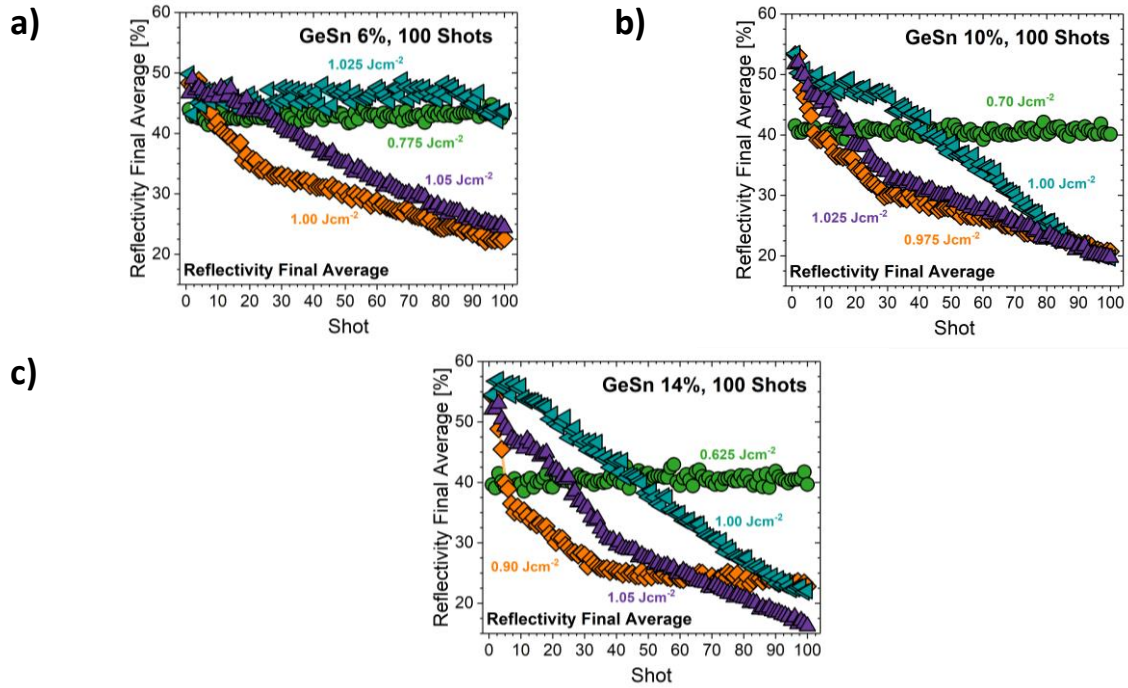 a)
Reflectivity Final Average [%]
60
50
40
30
20
GeSn 6%, 100 Shots
1.025 Jcm⁻²
0.775 Jcm⁻²
1.05 Jcm⁻²
1.00 Jcm⁻²
Reflectivity Final Average
0 10 20 30 40 50 60 70 80 90 100
Shot
b)
Reflectivity Final Average [%]
60
50
40
30
20
GeSn 10%, 100 Shots
0.70 Jcm⁻²
1.00 Jcm⁻²
1.025 Jcm⁻²
0.975 Jcm⁻²
Reflectivity Final Average
0 10 20 30 40 50 60 70 80 90 100
Shot
c)
Reflectivity Final Average [%]
60
50
40
30
20
GeSn 14%, 100 Shots
0.625 Jcm⁻²
1.00 Jcm⁻²
0.90 Jcm⁻²
1.05 Jcm⁻²
Reflectivity Final Average
0 10 20 30 40 50 60 70 80 90 100
Shot